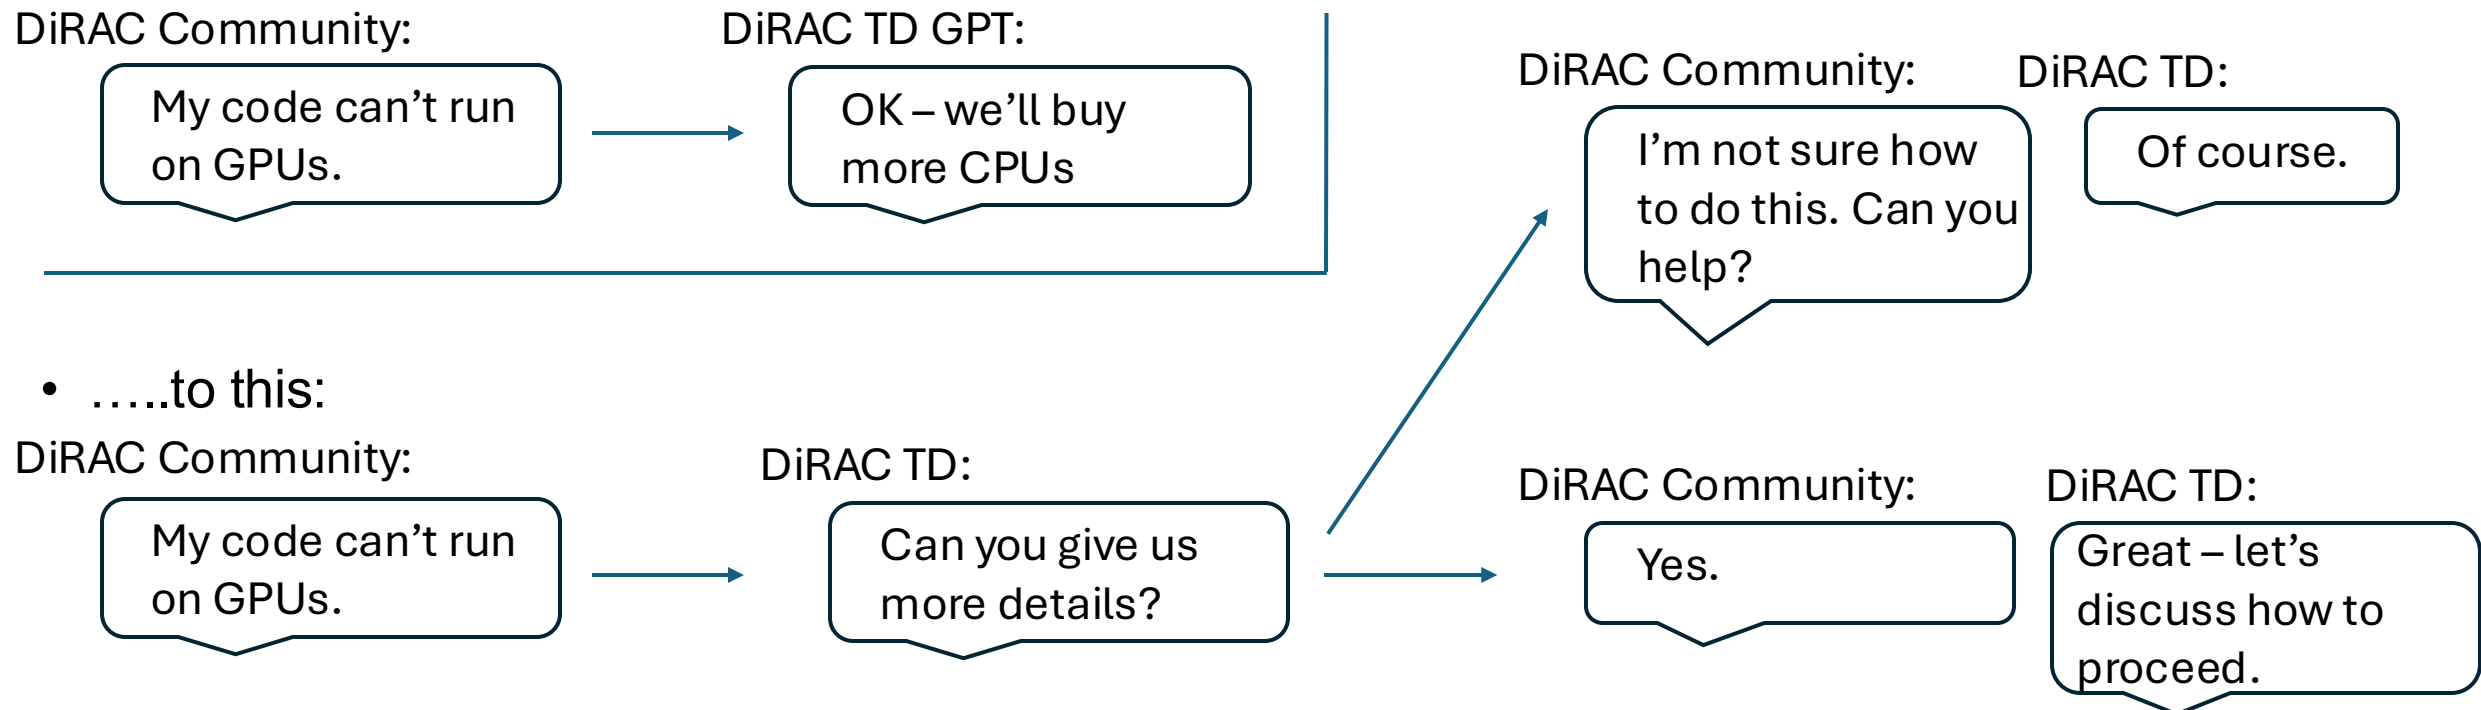 DiRAC Community:
My code can’t run
on GPUs.
DiRAC TD GPT:
OK – we’ll buy
more CPUs
DiRAC Community:
I’m not sure how
to do this. Can you
help?
DiRAC TD:
Of course.
• …..to this:
DiRAC Community:
My code can’t run
on GPUs.
DiRAC TD:
Can you give us
more details?
DiRAC Community:
Yes.
DiRAC TD:
Great – let’s
discuss how to
proceed.